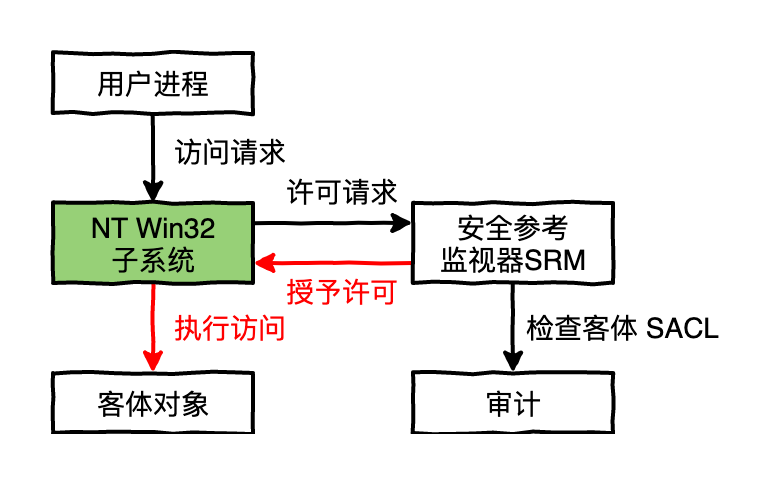 用户进程
访问请求
许可请求
NT Win32
子系统
安全参考
监视器SRM
授予许可
执行访问
检查客体 SACL
客体对象
审计